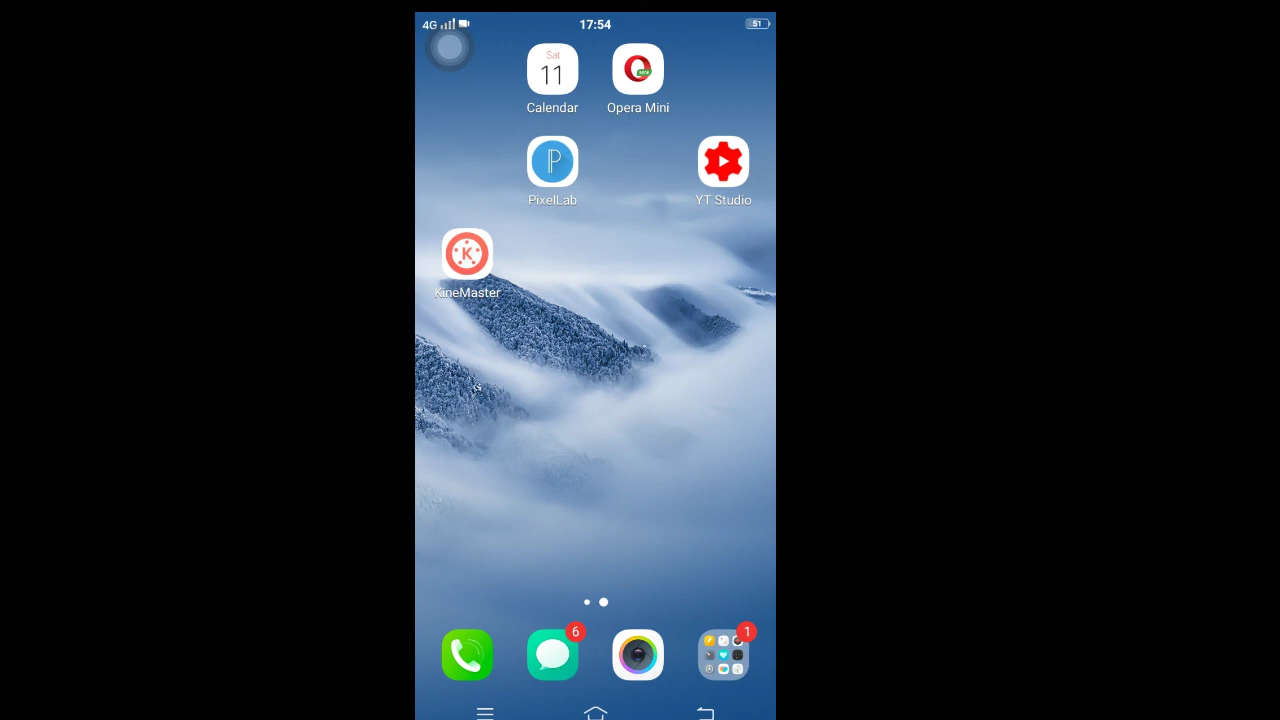 4G 17:54 51
Sat
11
Calendar Opera Mini
PixelLab YT Studio
KineMaster
6 1